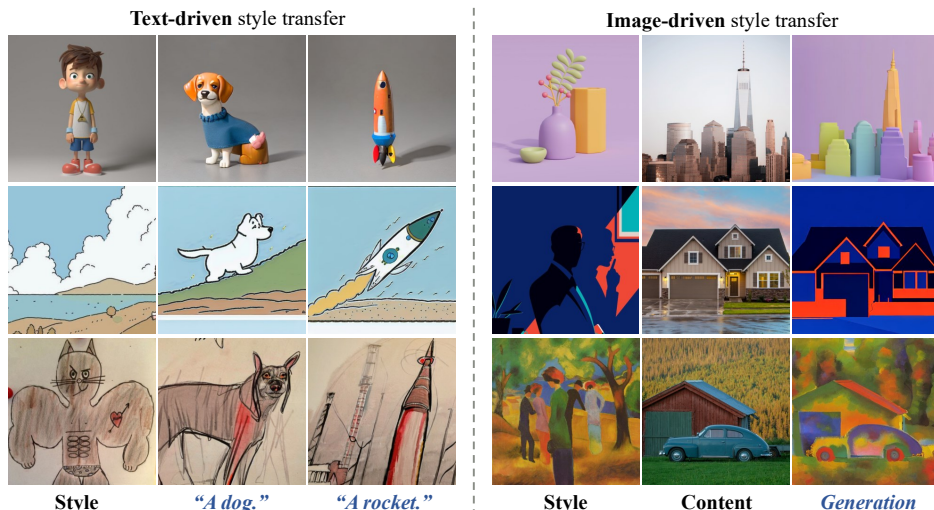 Text-driven style transfer
Image-driven style transfer
Style
“A dog.”
“A rocket.”
Style
Content
Generation